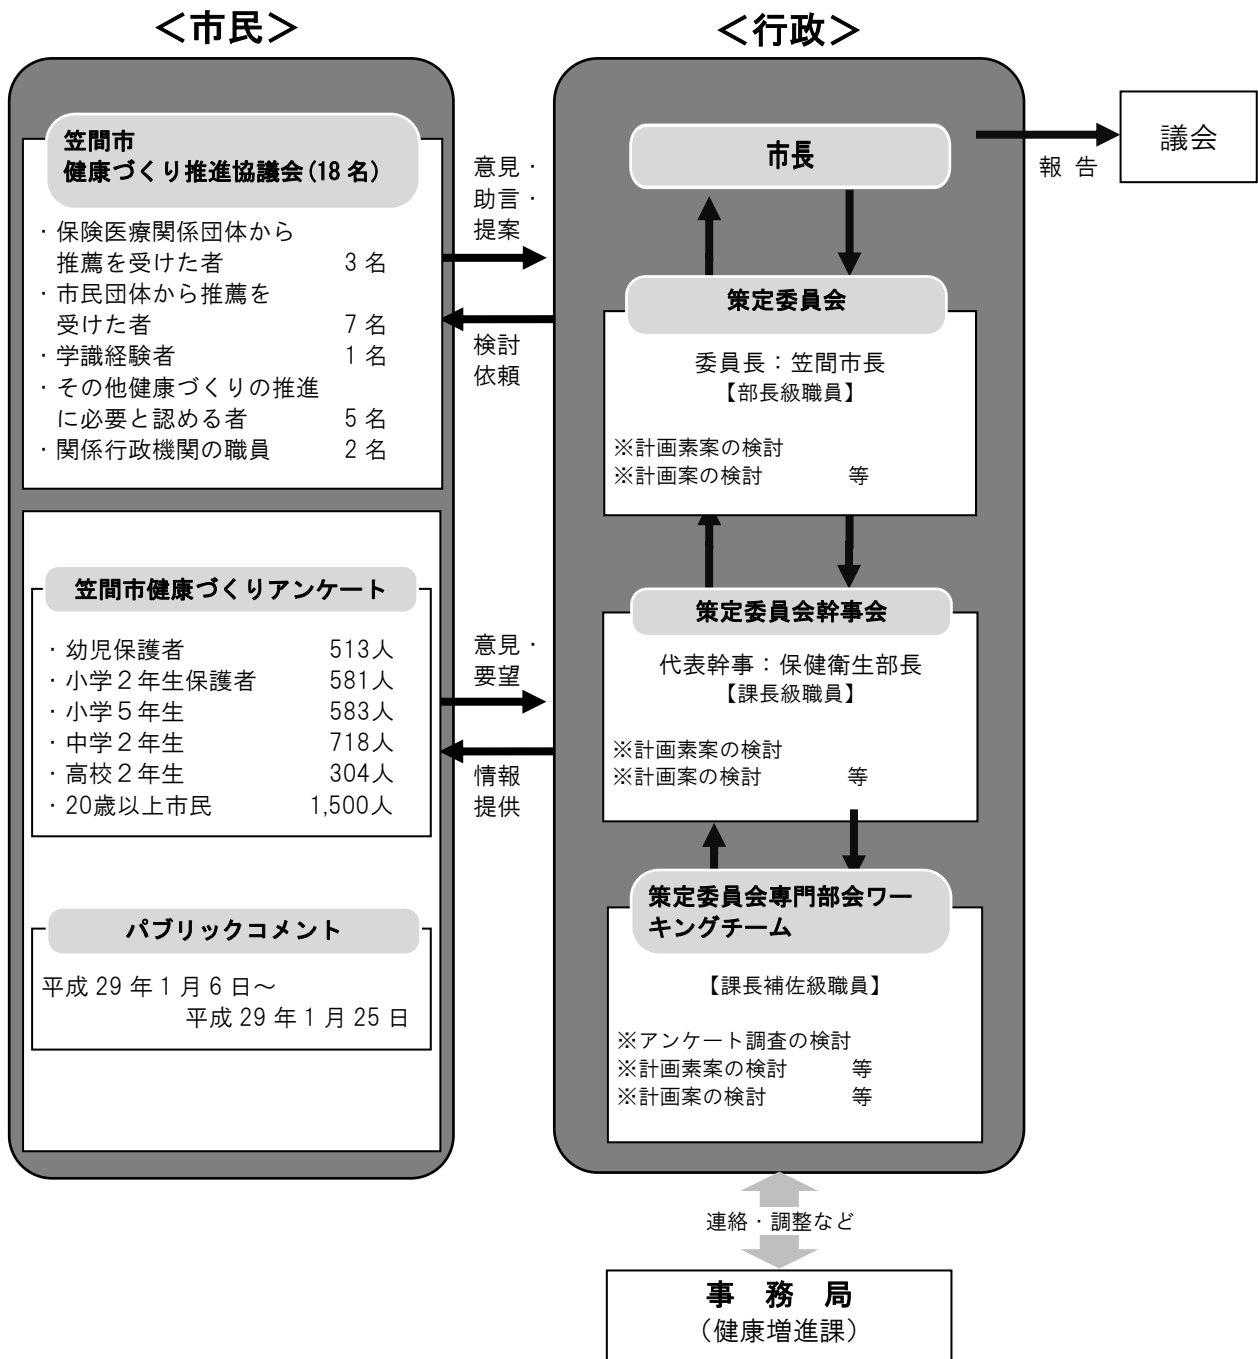 ＜市民＞
笠間市
健康づくり推進協議会(18名)
・保険医療関係団体から
推薦を受けた者 3名
・市民団体から推薦を
受けた者 7名
・学識経験者 1名
・その他健康づくりの推進
に必要と認める者 5名
・関係行政機関の職員 2名
笠間市健康づくりアンケート
・幼児保護者 513人
・小学２年生保護者 581人
・小学５年生 583人
・中学２年生 718人
・高校２年生 304人
・20歳以上市民 1,500人
パブリックコメント
平成29年1月6日～
平成29年1月25日
意見・
助言・
提案
検討
依頼
意見・
要望
情報
提供
＜行政＞
市長
策定委員会
委員長：笠間市長
【部長級職員】
※計画素案の検討
※計画案の検討 等
策定委員会幹事会
代表幹事：保健衛生部長
【課長級職員】
※計画素案の検討
※計画案の検討 等
策定委員会専門部会ワー
キングチーム
【課長補佐級職員】
※アンケート調査の検討
※計画素案の検討 等
※計画案の検討 等
報告
議会
連絡・調整など
事務局
（健康増進課）